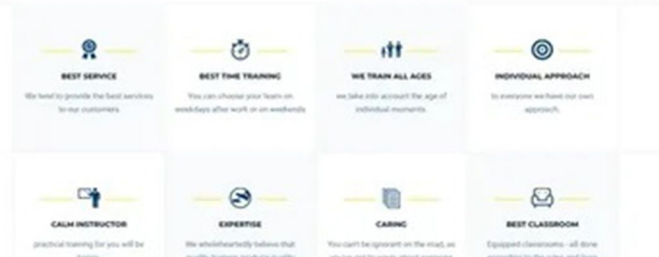 BEST SERVICE
We tend to provide the best services
to our customers.
BEST TIME TRAINING
You can choose your learn on
weekdays after work or on weekends
WE TRAIN ALL AGES
we take into account the age of
individual moments.
INDIVIDUAL APPROACH
to everyone we have our own
approach.
CALM INSTRUCTOR
practical training for you will be
EXPERTISE
We wholeheartedly believe that
CARING
You can't be ignorant on the road, as
BEST CLASSROOM
Equipped classrooms - all done